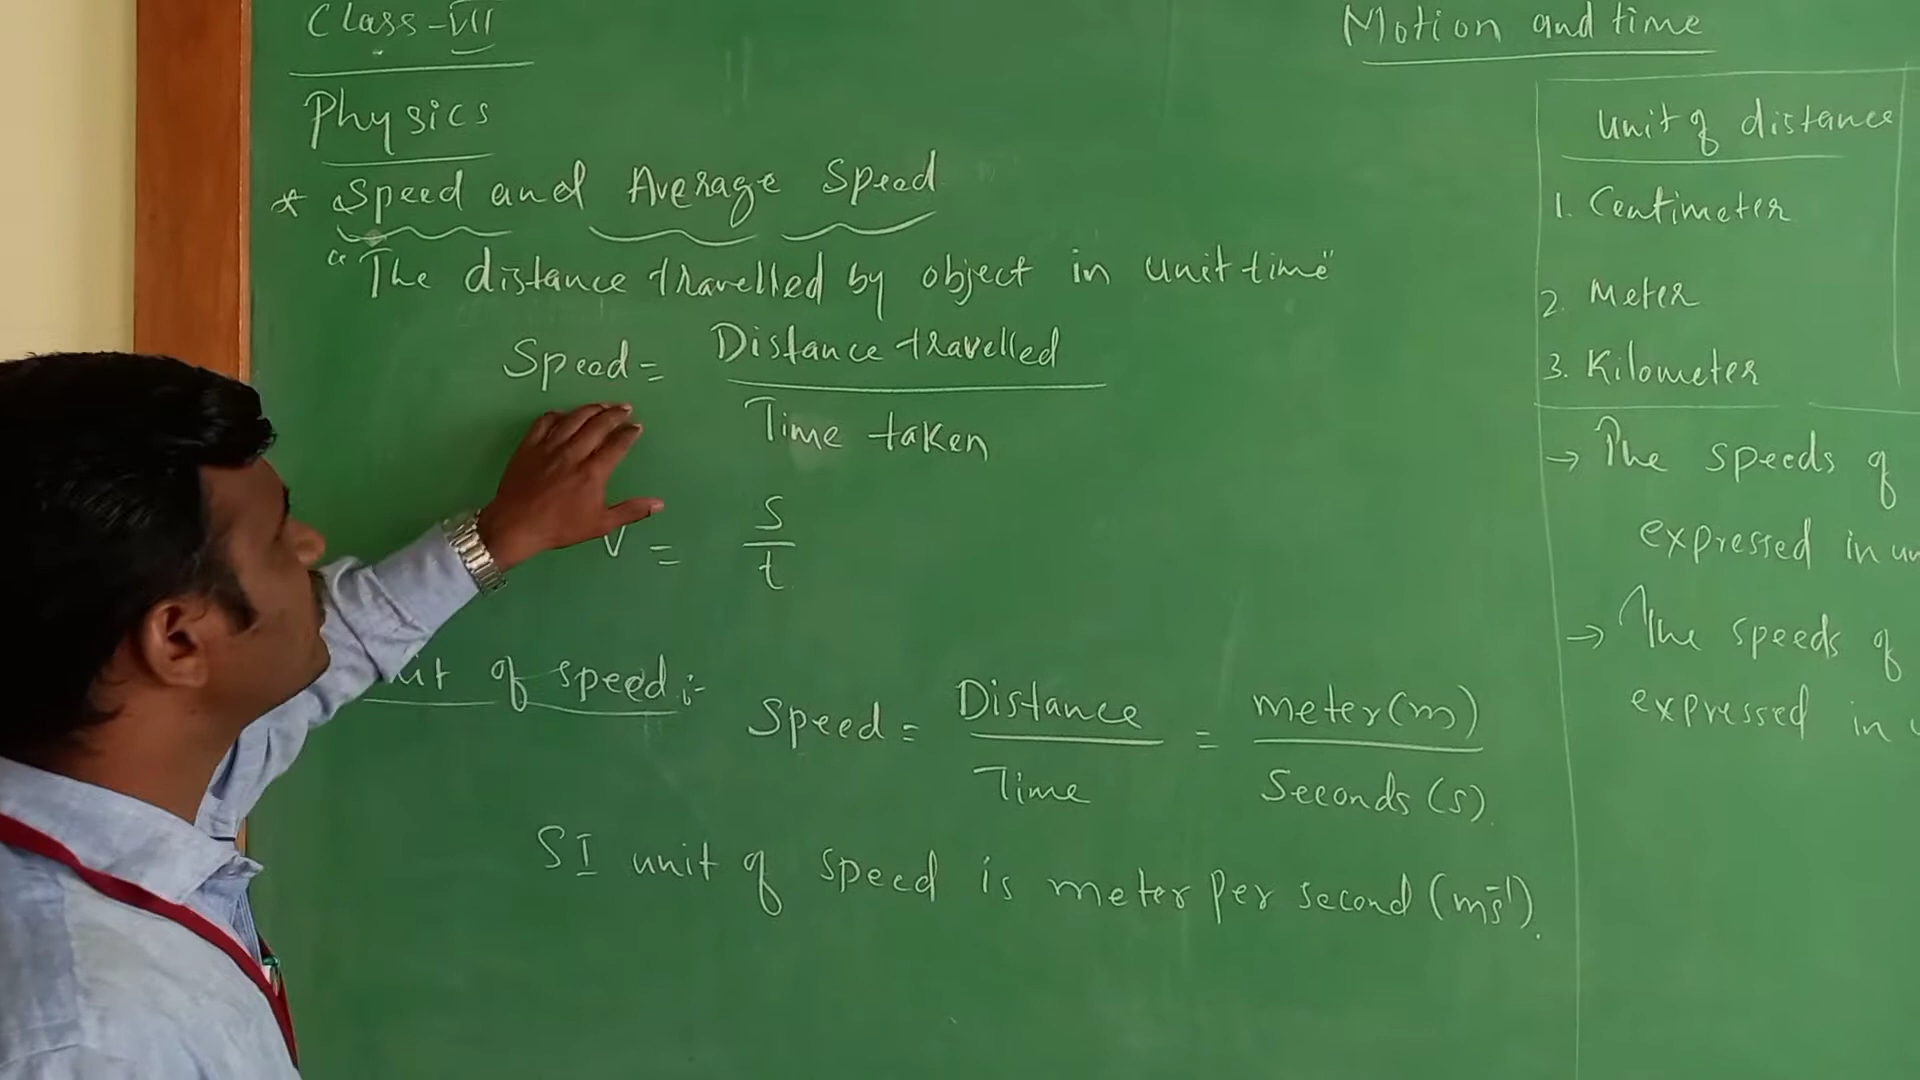 Class-VII
Physics
* Speed and Average Speed
"The distance travelled by object in unit time"
Speed = Distance travelled
Time taken
V = s
t
of speed :-
Speed = Distance = meter(m)
Time Seconds (s).
SI unit of speed is meter per second (ms⁻¹).
Motion and time
Unit of distance
1. Centimeter
2. Meter
3. Kilometer
→ The speeds of
expressed in
→ The speeds of
expressed in